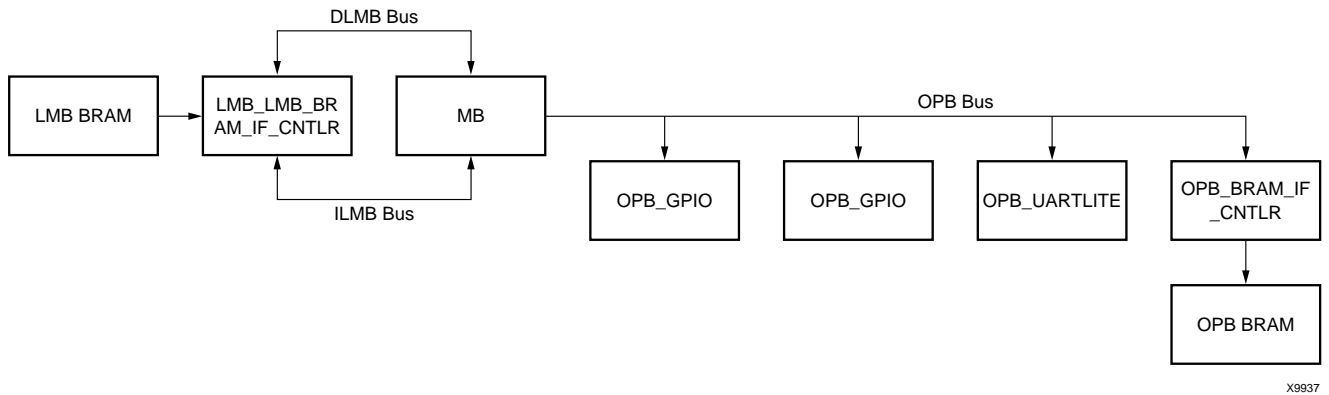 DLMB Bus
LMB BRAM
LMB_LMB_BR
AM_IF_CNTLR
MB
OPB Bus
ILMB Bus
OPB_GPIO
OPB_GPIO
OPB_UARTLITE
OPB_BRAM_IF
_CNTLR
OPB BRAM
X9937